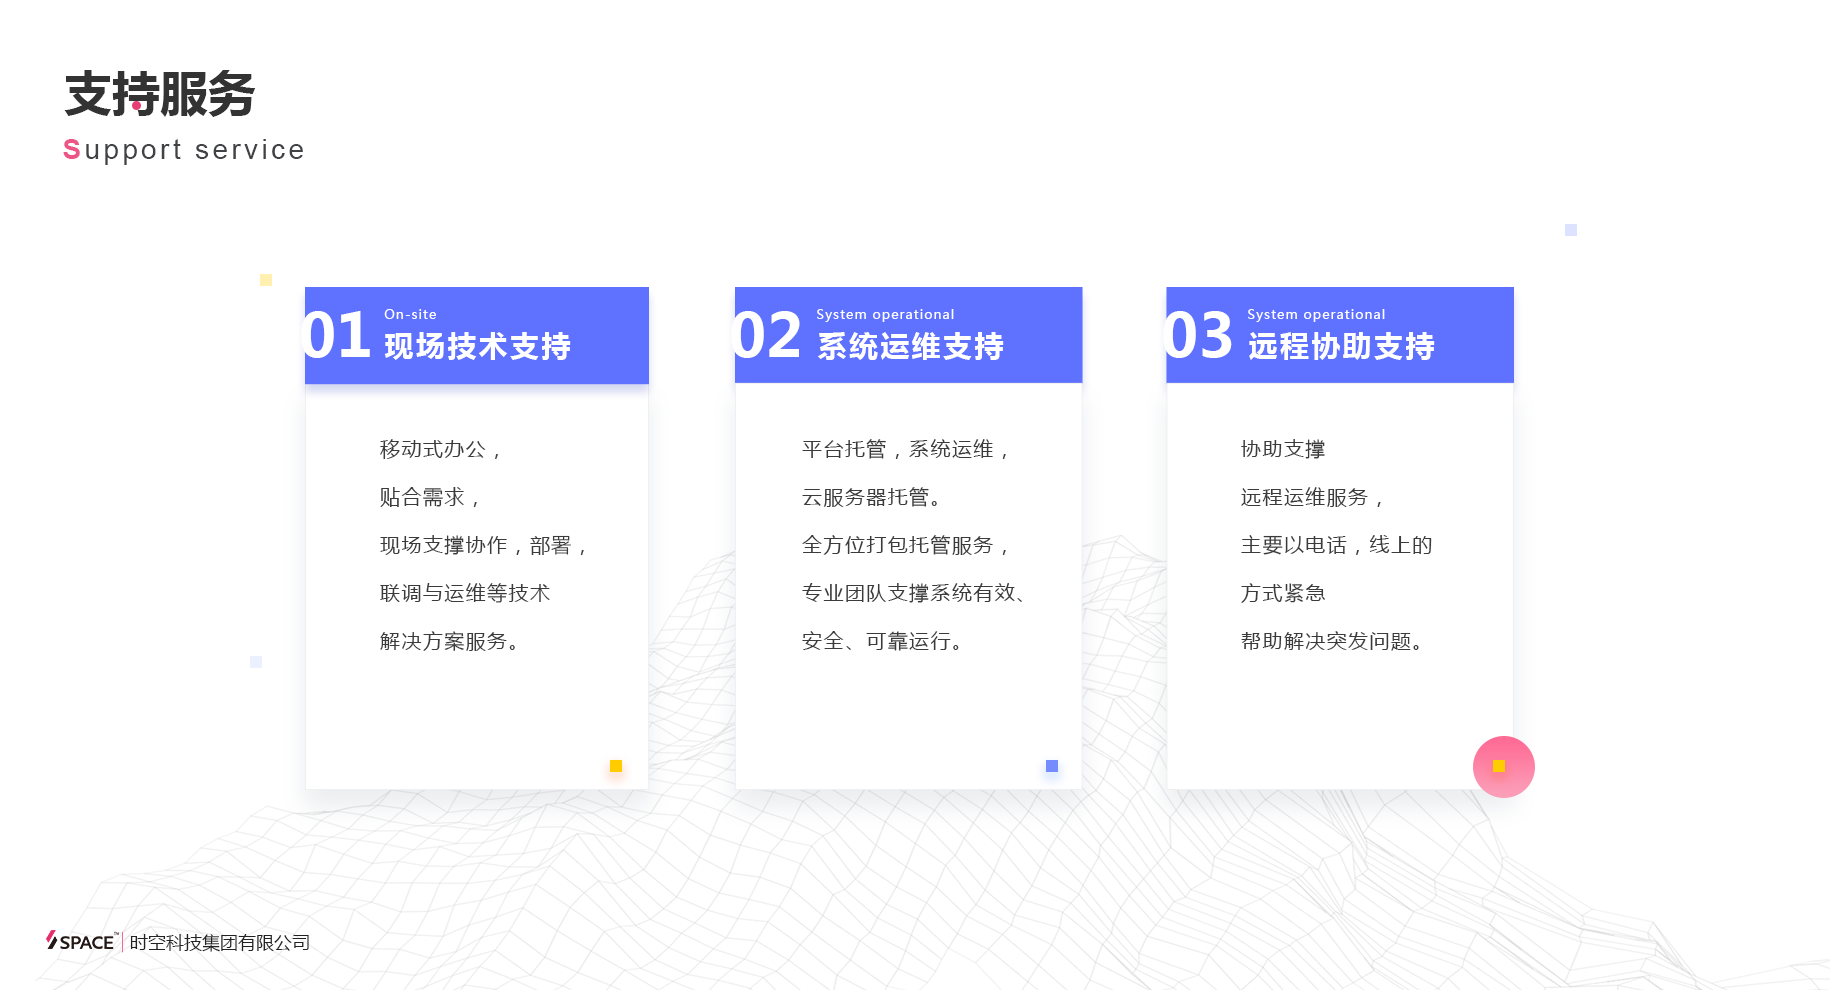 支持服务
Support service
01
On-site
现场技术支持
移动式办公，
贴合需求，
现场支撑协作，部署，
联调与运维等技术
解决方案服务。
02
System operational
系统运维支持
平台托管，系统运维，
云服务器托管。
全方位打包托管服务，
专业团队支撑系统有效、
安全、可靠运行。
03
System operational
远程协助支持
协助支撑
远程运维服务，
主要以电话，线上的
方式紧急
帮助解决突发问题。
SPACE™ 时空科技集团有限公司